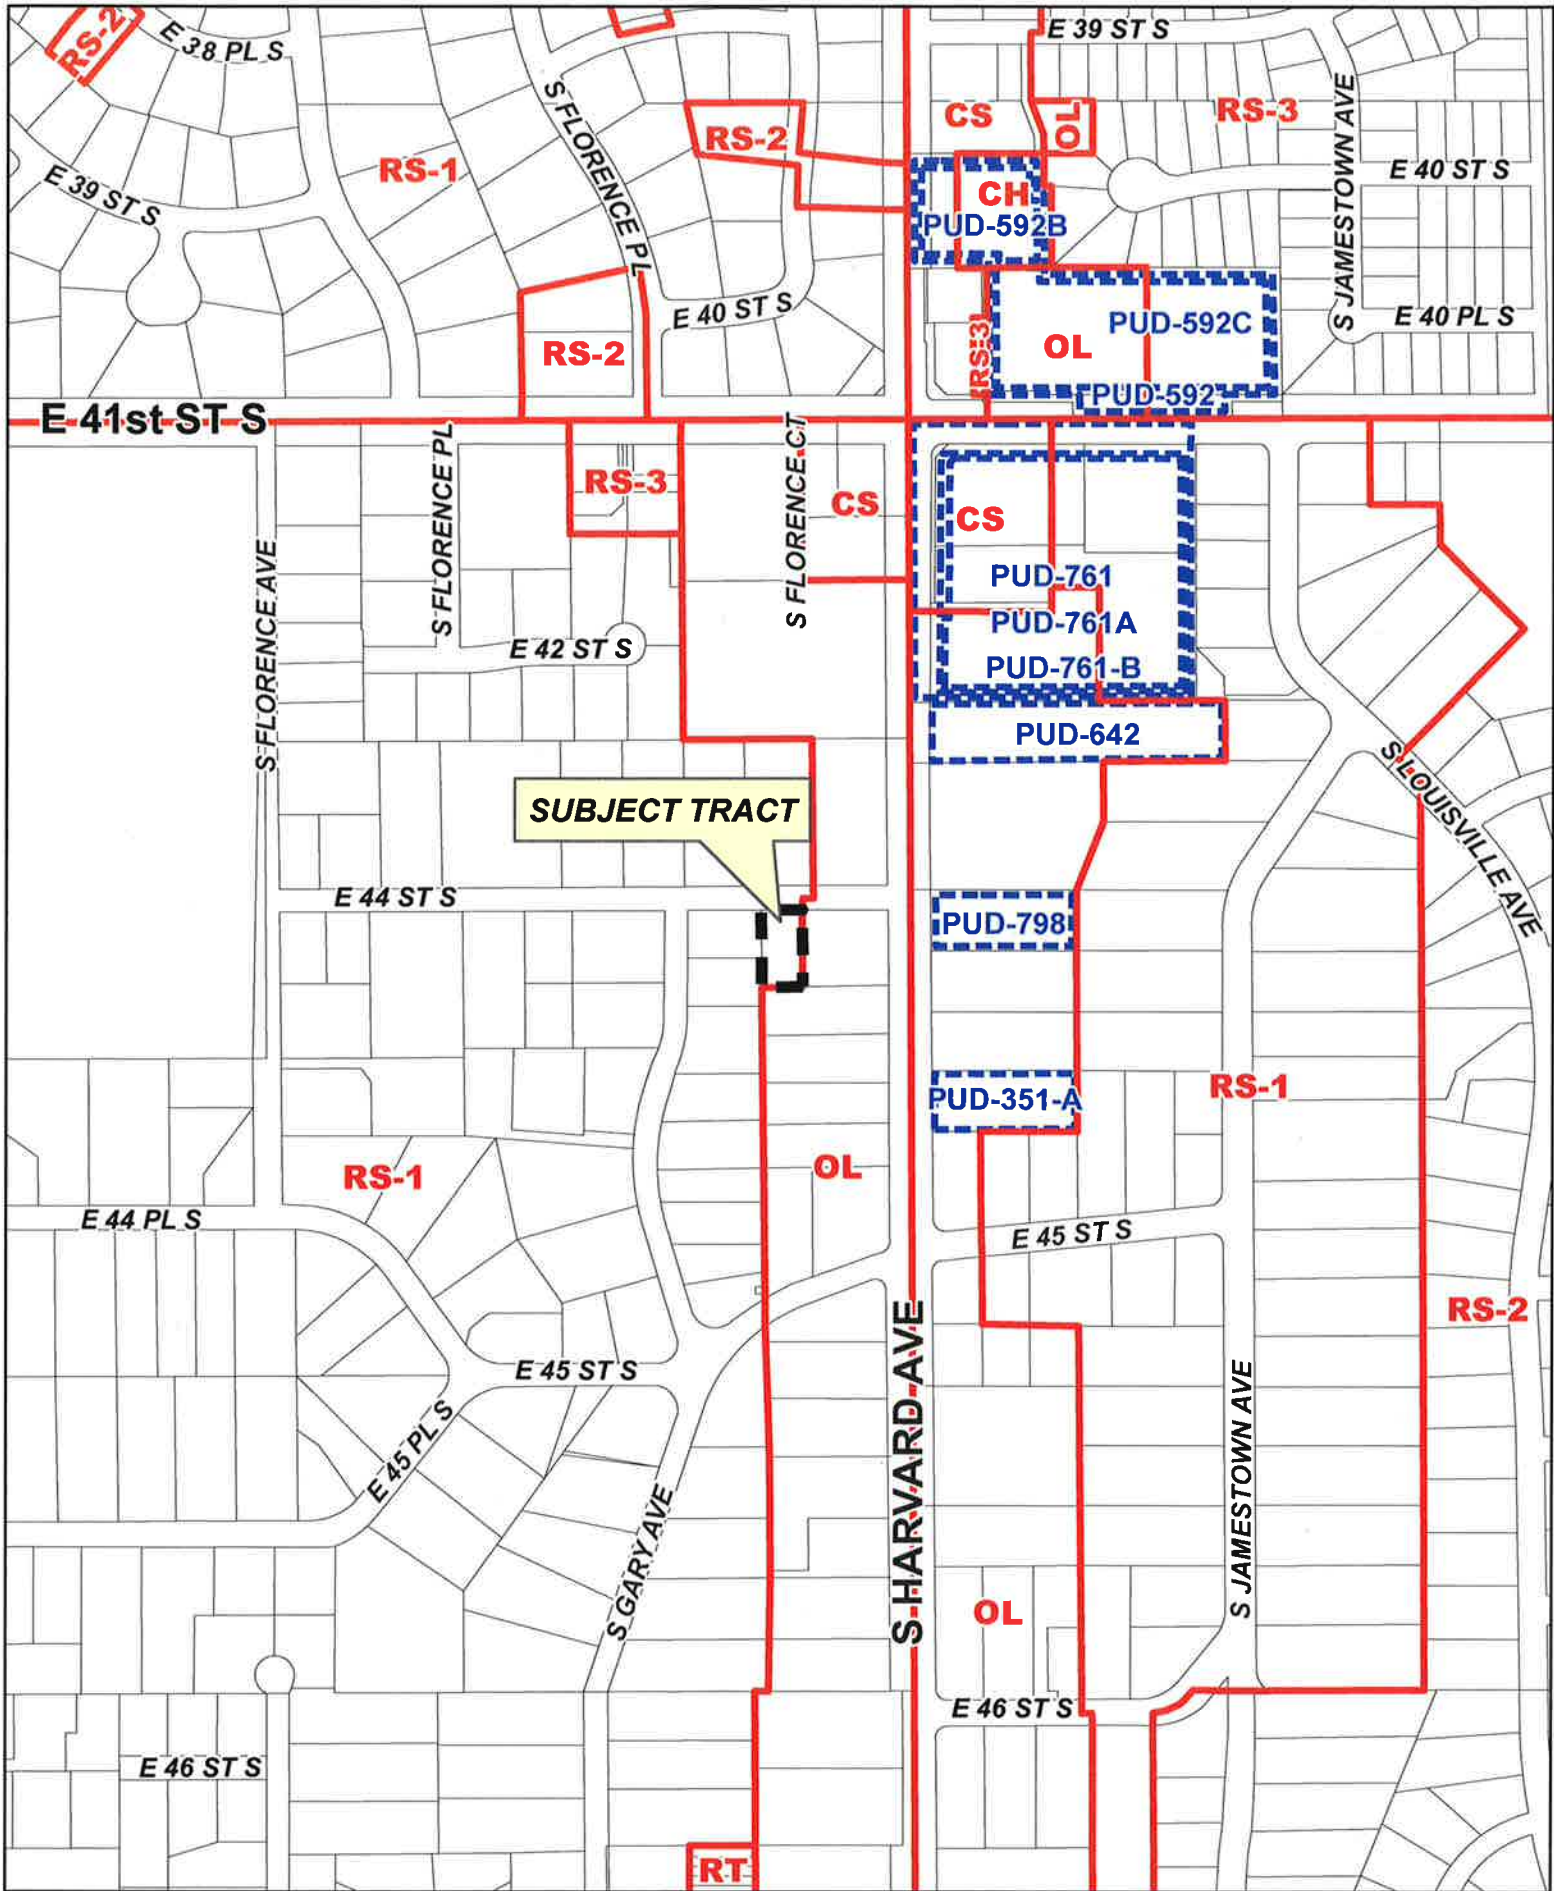 RS-2
E 38 PL S
E 39 ST S
CS
OL
RS-3
S FLORENCE PL
RS-2
RS-1
E 39 ST S
S JAMESTOWN AVE
E 40 ST S
CH
PUD-592B
E 40 ST S
PUD-592C
E 40 PL S
RS-2
RS-3
OL
PUD-592
E 41st ST S
S FLORENCE PL
S FLORENCE CT
RS-3
CS
CS
S FLORENCE AVE
PUD-761
PUD-761A
E 42 ST S
PUD-761-B
PUD-642
S LOUISVILLE AVE
SUBJECT TRACT
E 44 ST S
PUD-798
RS-1
PUD-351-A
OL
RS-1
E 44 PL S
E 45 ST S
RS-2
S HARVARD AVE
E 45 ST S
S JAMESTOWN AVE
E 45 PL S
S GARY AVE
OL
E 46 ST S
E 46 ST S
RT